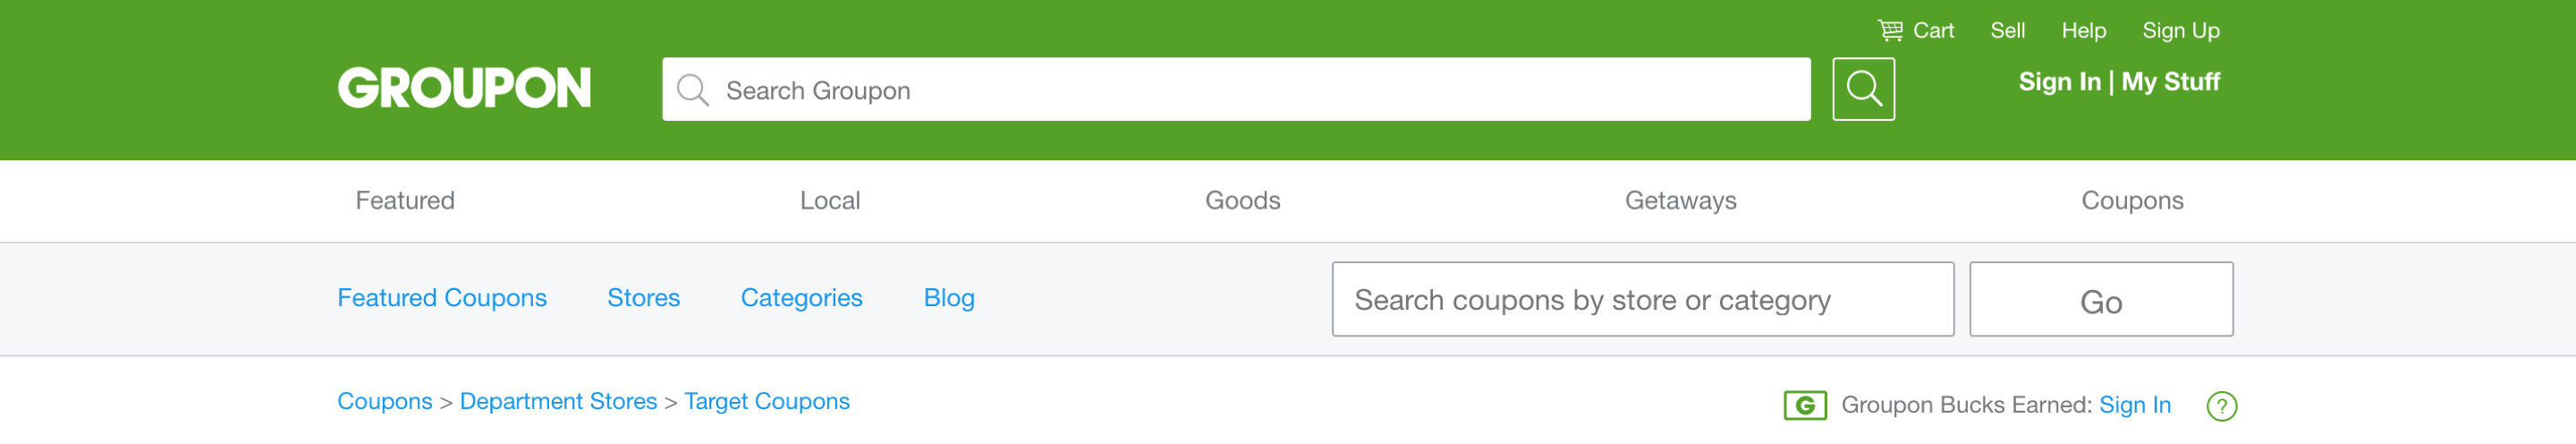 Cart Sell Help Sign Up
GROUPON Search Groupon Sign In | My Stuff
Featured Local Goods Getaways Coupons
Featured Coupons Stores Categories Blog Search coupons by store or category Go
Coupons > Department Stores > Target Coupons G Groupon Bucks Earned: Sign In ?